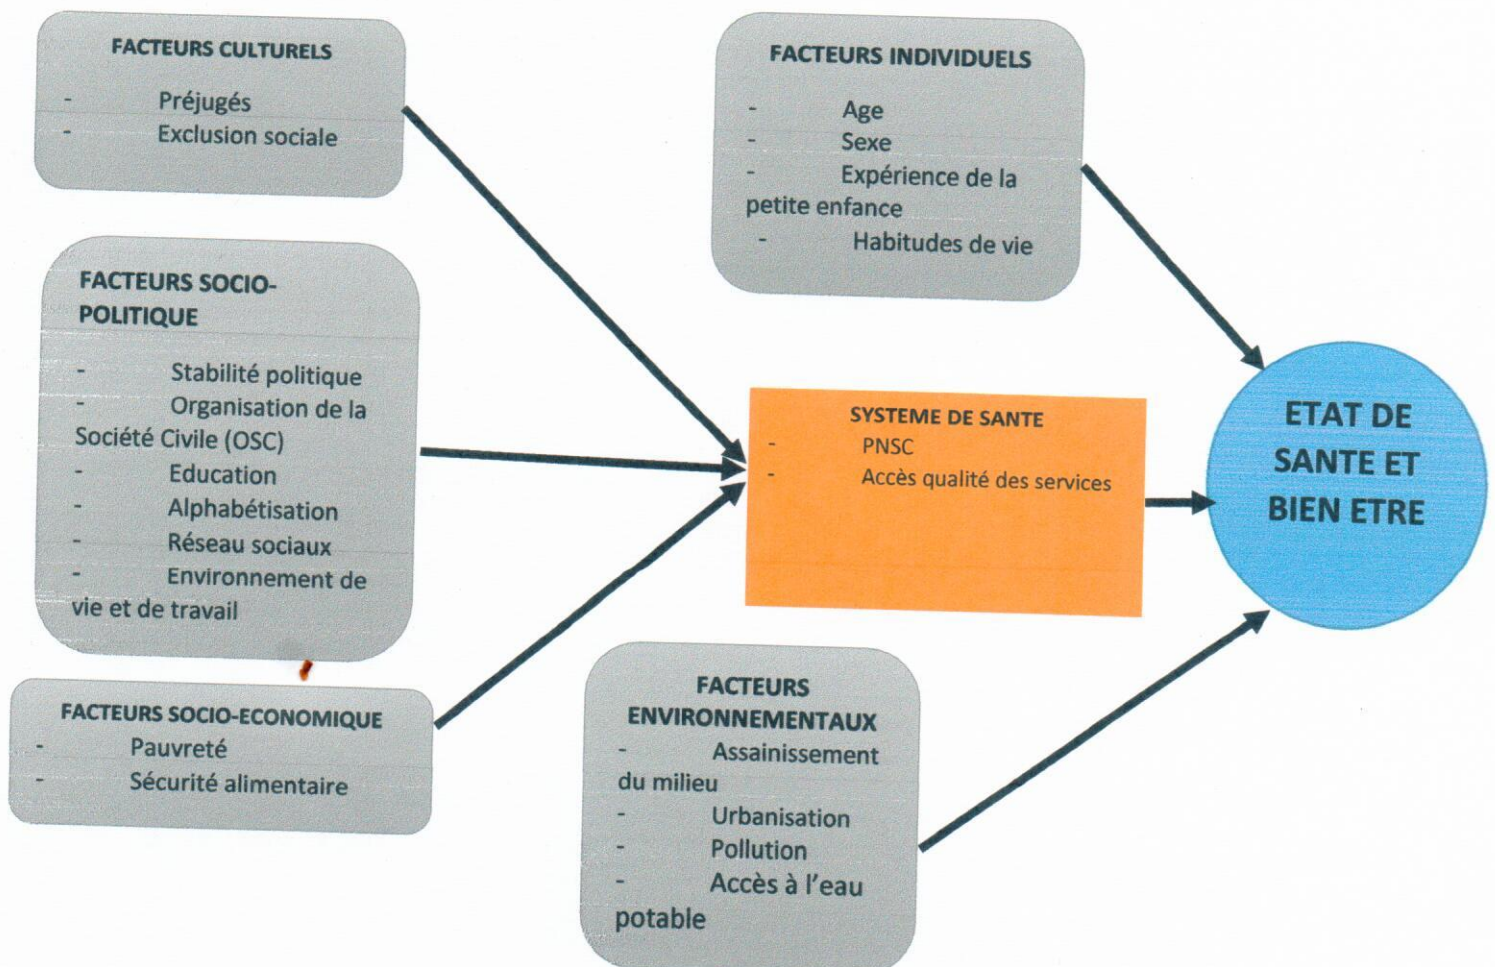 FACTEURS CULTURELS
- Préjugés
- Exclusion sociale
FACTEURS INDIVIDUELS
- Age
- Sexe
- Expérience de la
petite enfance
- Habitudes de vie
FACTEURS SOCIO-
POLITIQUE
- Stabilité politique
- Organisation de la
Société Civile (OSC)
- Education
- Alphabétisation
- Réseau sociaux
- Environnement de
vie et de travail
SYSTEME DE SANTE
- PNSC
- Accès qualité des services
ETAT DE
SANTE ET
BIEN ETRE
FACTEURS SOCIO-ECONOMIQUE
- Pauvreté
- Sécurité alimentaire
FACTEURS
ENVIRONNEMENTAUX
- Assainissement
du milieu
- Urbanisation
- Pollution
- Accès à l'eau
potable